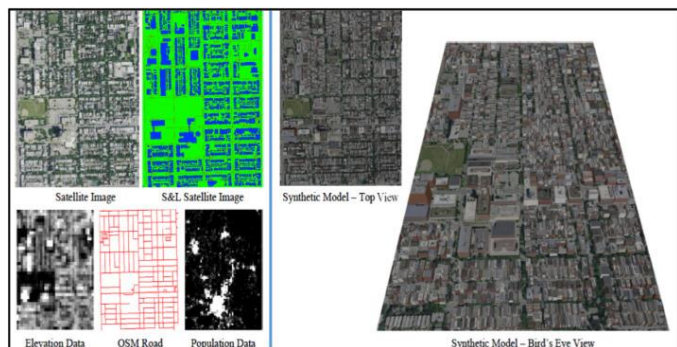 Satellite Image
S&L Satellite Image
Synthetic Model – Top View
Elevation Data
OSM Road
Population Data
Synthetic Model – Bird's Eye View